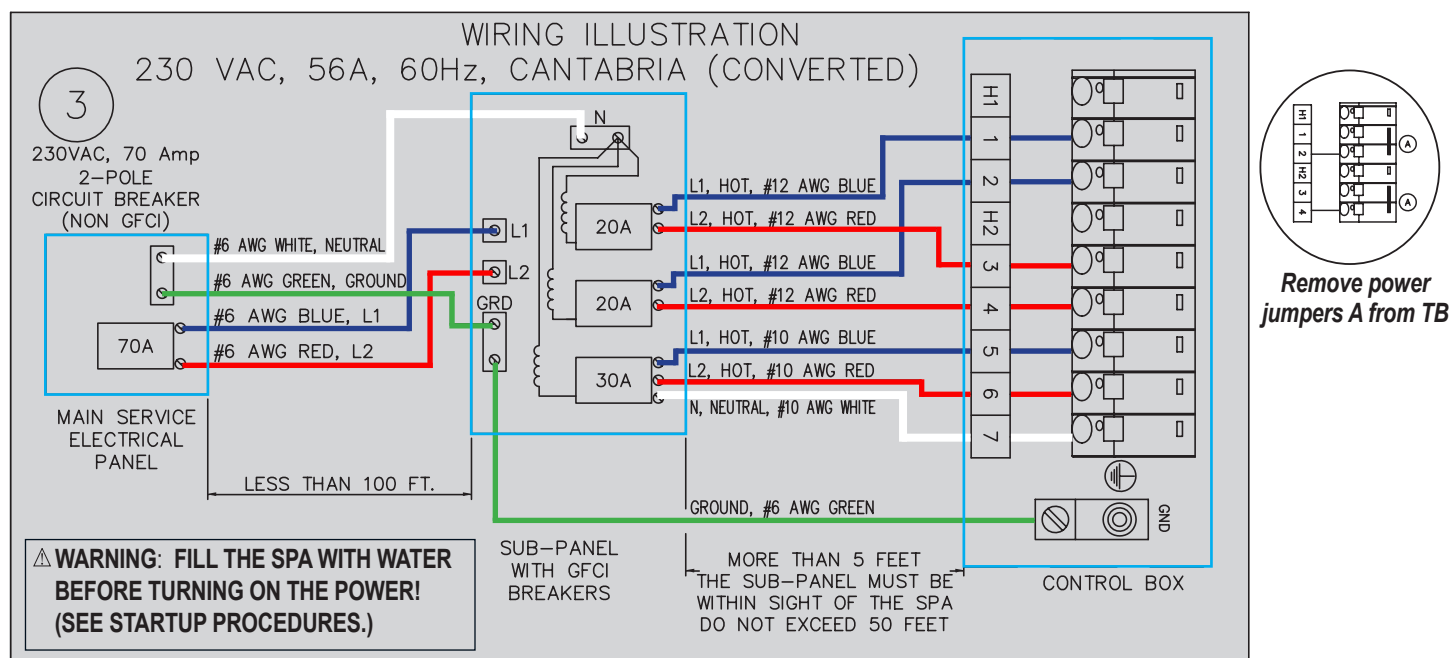 WIRING ILLUSTRATION
230 VAC, 56A, 60Hz, CANTABRIA (CONVERTED)
3
230VAC, 70 Amp
2-POLE
CIRCUIT BREAKER
(NON GFCI)
#6 AWG WHITE, NEUTRAL
#6 AWG GREEN, GROUND
#6 AWG BLUE, L1
#6 AWG RED, L2
70A
MAIN SERVICE
ELECTRICAL
PANEL
LESS THAN 100 FT.
⚠ WARNING: FILL THE SPA WITH WATER
BEFORE TURNING ON THE POWER!
(SEE STARTUP PROCEDURES.)
N
L1
L2
GRD
20A
20A
30A
SUB-PANEL
WITH GFCI
BREAKERS
L1, HOT, #12 AWG BLUE
L2, HOT, #12 AWG RED
L1, HOT, #12 AWG BLUE
L2, HOT, #12 AWG RED
L1, HOT, #10 AWG BLUE
L2, HOT, #10 AWG RED
N, NEUTRAL, #10 AWG WHITE
GROUND, #6 AWG GREEN
MORE THAN 5 FEET
THE SUB-PANEL MUST BE
WITHIN SIGHT OF THE SPA
DO NOT EXCEED 50 FEET
H1
1
2
H2
3
4
5
6
7
GND
CONTROL BOX
H1
1
2
H2
3
4
A
A
Remove power
jumpers A from TB